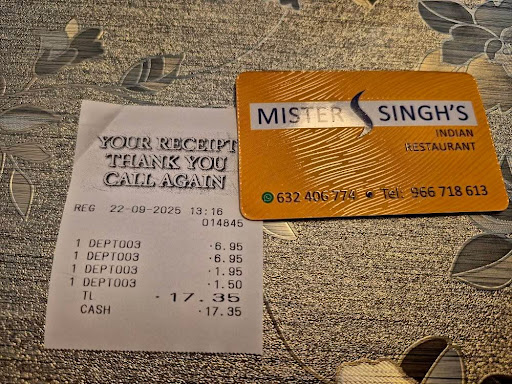 YOUR RECEIPT
THANK YOU
CALL AGAIN
REG 22-09-2025 13:16
014845
1 DEPT003 ·6.95
1 DEPT003 ·6.95
1 DEPT003 ·1.95
1 DEPT003 ·1.50
TL ·17.35
CASH ·17.35
MISTER SINGH'S
INDIAN
RESTAURANT
632 406 774 Tel: 966 718 613